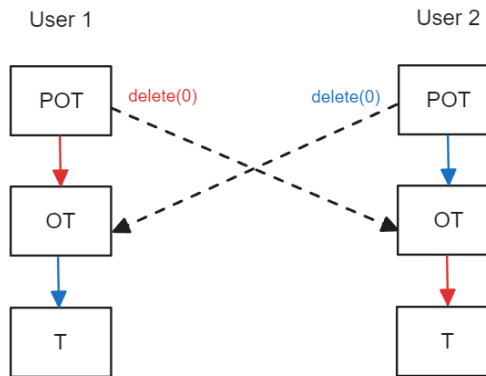 User 1
User 2
POT
delete(0)
delete(0)
POT
OT
OT
T
T